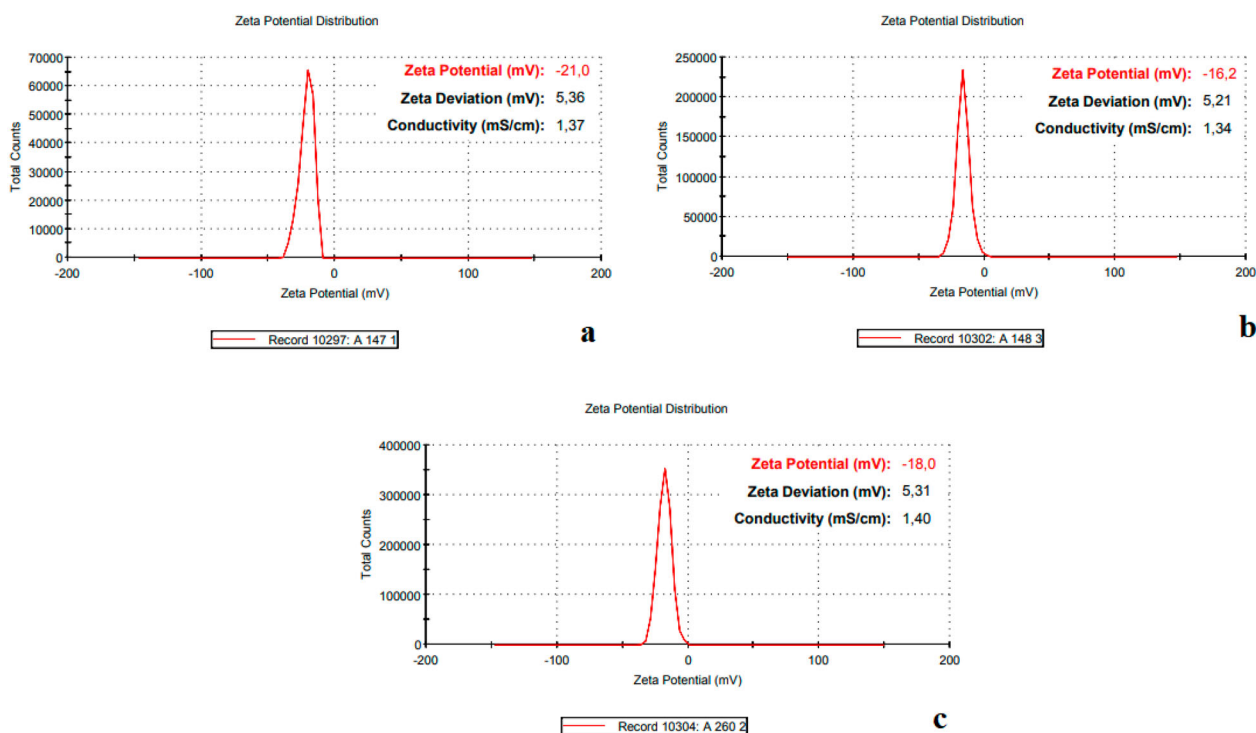 Zeta Potential Distribution
70000
60000
50000
40000
30000
20000
10000
0
Total Counts
Zeta Potential (mV): -21,0
Zeta Deviation (mV): 5,36
Conductivity (mS/cm): 1,37
-200 -100 0 100 200
Zeta Potential (mV)
Record 10297: A 147 1
a
Zeta Potential Distribution
250000
200000
150000
100000
50000
0
Total Counts
Zeta Potential (mV): -16,2
Zeta Deviation (mV): 5,21
Conductivity (mS/cm): 1,34
-200 -100 0 100 200
Zeta Potential (mV)
Record 10302: A 148 3
b
Zeta Potential Distribution
400000
300000
200000
100000
0
Total Counts
Zeta Potential (mV): -18,0
Zeta Deviation (mV): 5,31
Conductivity (mS/cm): 1,40
-200 -100 0 100 200
Zeta Potential (mV)
Record 10304: A 260 2
c